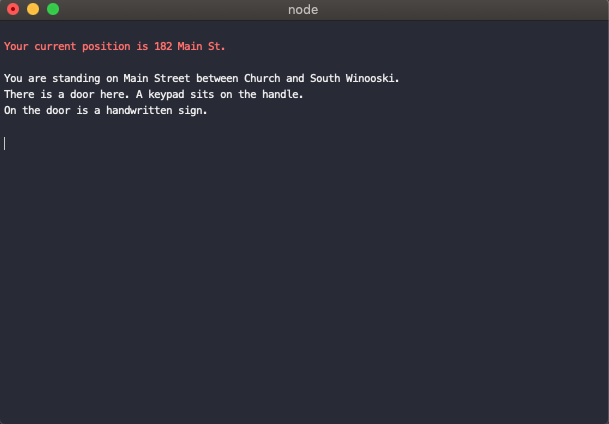 node
Your current position is 182 Main St.
You are standing on Main Street between Church and South Winooski.
There is a door here. A keypad sits on the handle.
On the door is a handwritten sign.